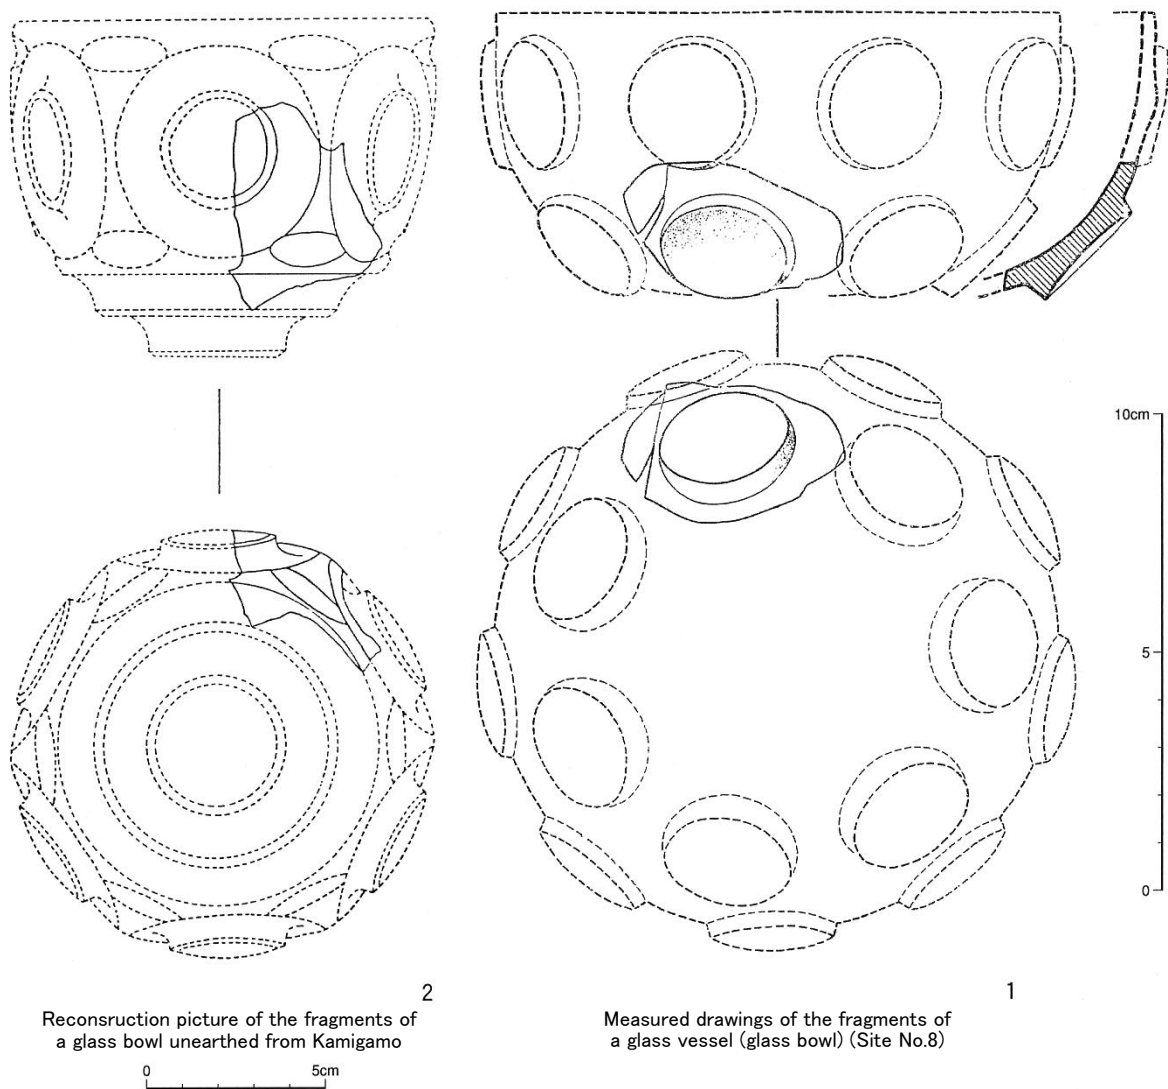 10cm
5
0
2
1
Reconsruction picture of the fragments of
a glass bowl unearthed from Kamigamo
Measured drawings of the fragments of
a glass vessel (glass bowl) (Site No.8)
0 5cm